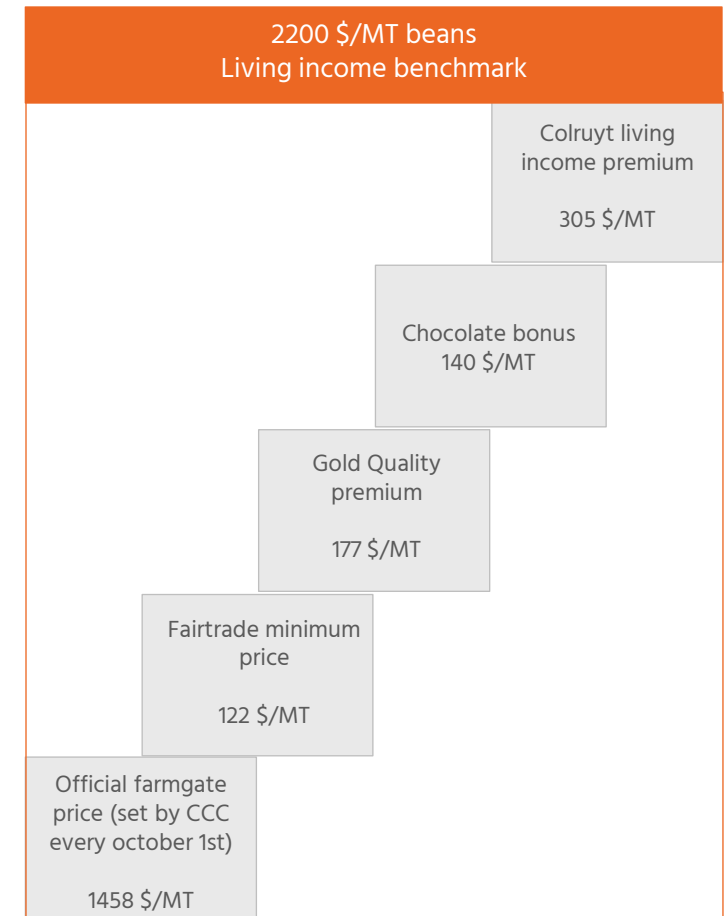 2200 $/MT beans
Living income benchmark
Colruyt living
income premium
305 $/MT
Chocolate bonus
140 $/MT
Gold Quality
premium
177 $/MT
Fairtrade minimum
price
122 $/MT
Official farmgate
price (set by CCC
every october 1st)
1458 $/MT